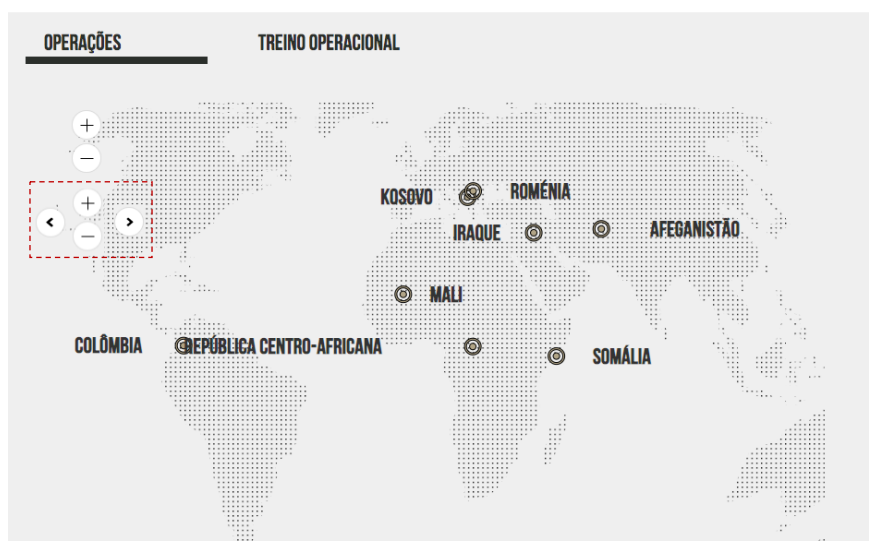 OPERAÇÕES
TREINO OPERACIONAL
KOSOVO
ROMÉNIA
IRAQUE
AFEGANISTÃO
MALI
COLÔMBIA
REPÚBLICA CENTRO-AFRICANA
SOMÁLIA